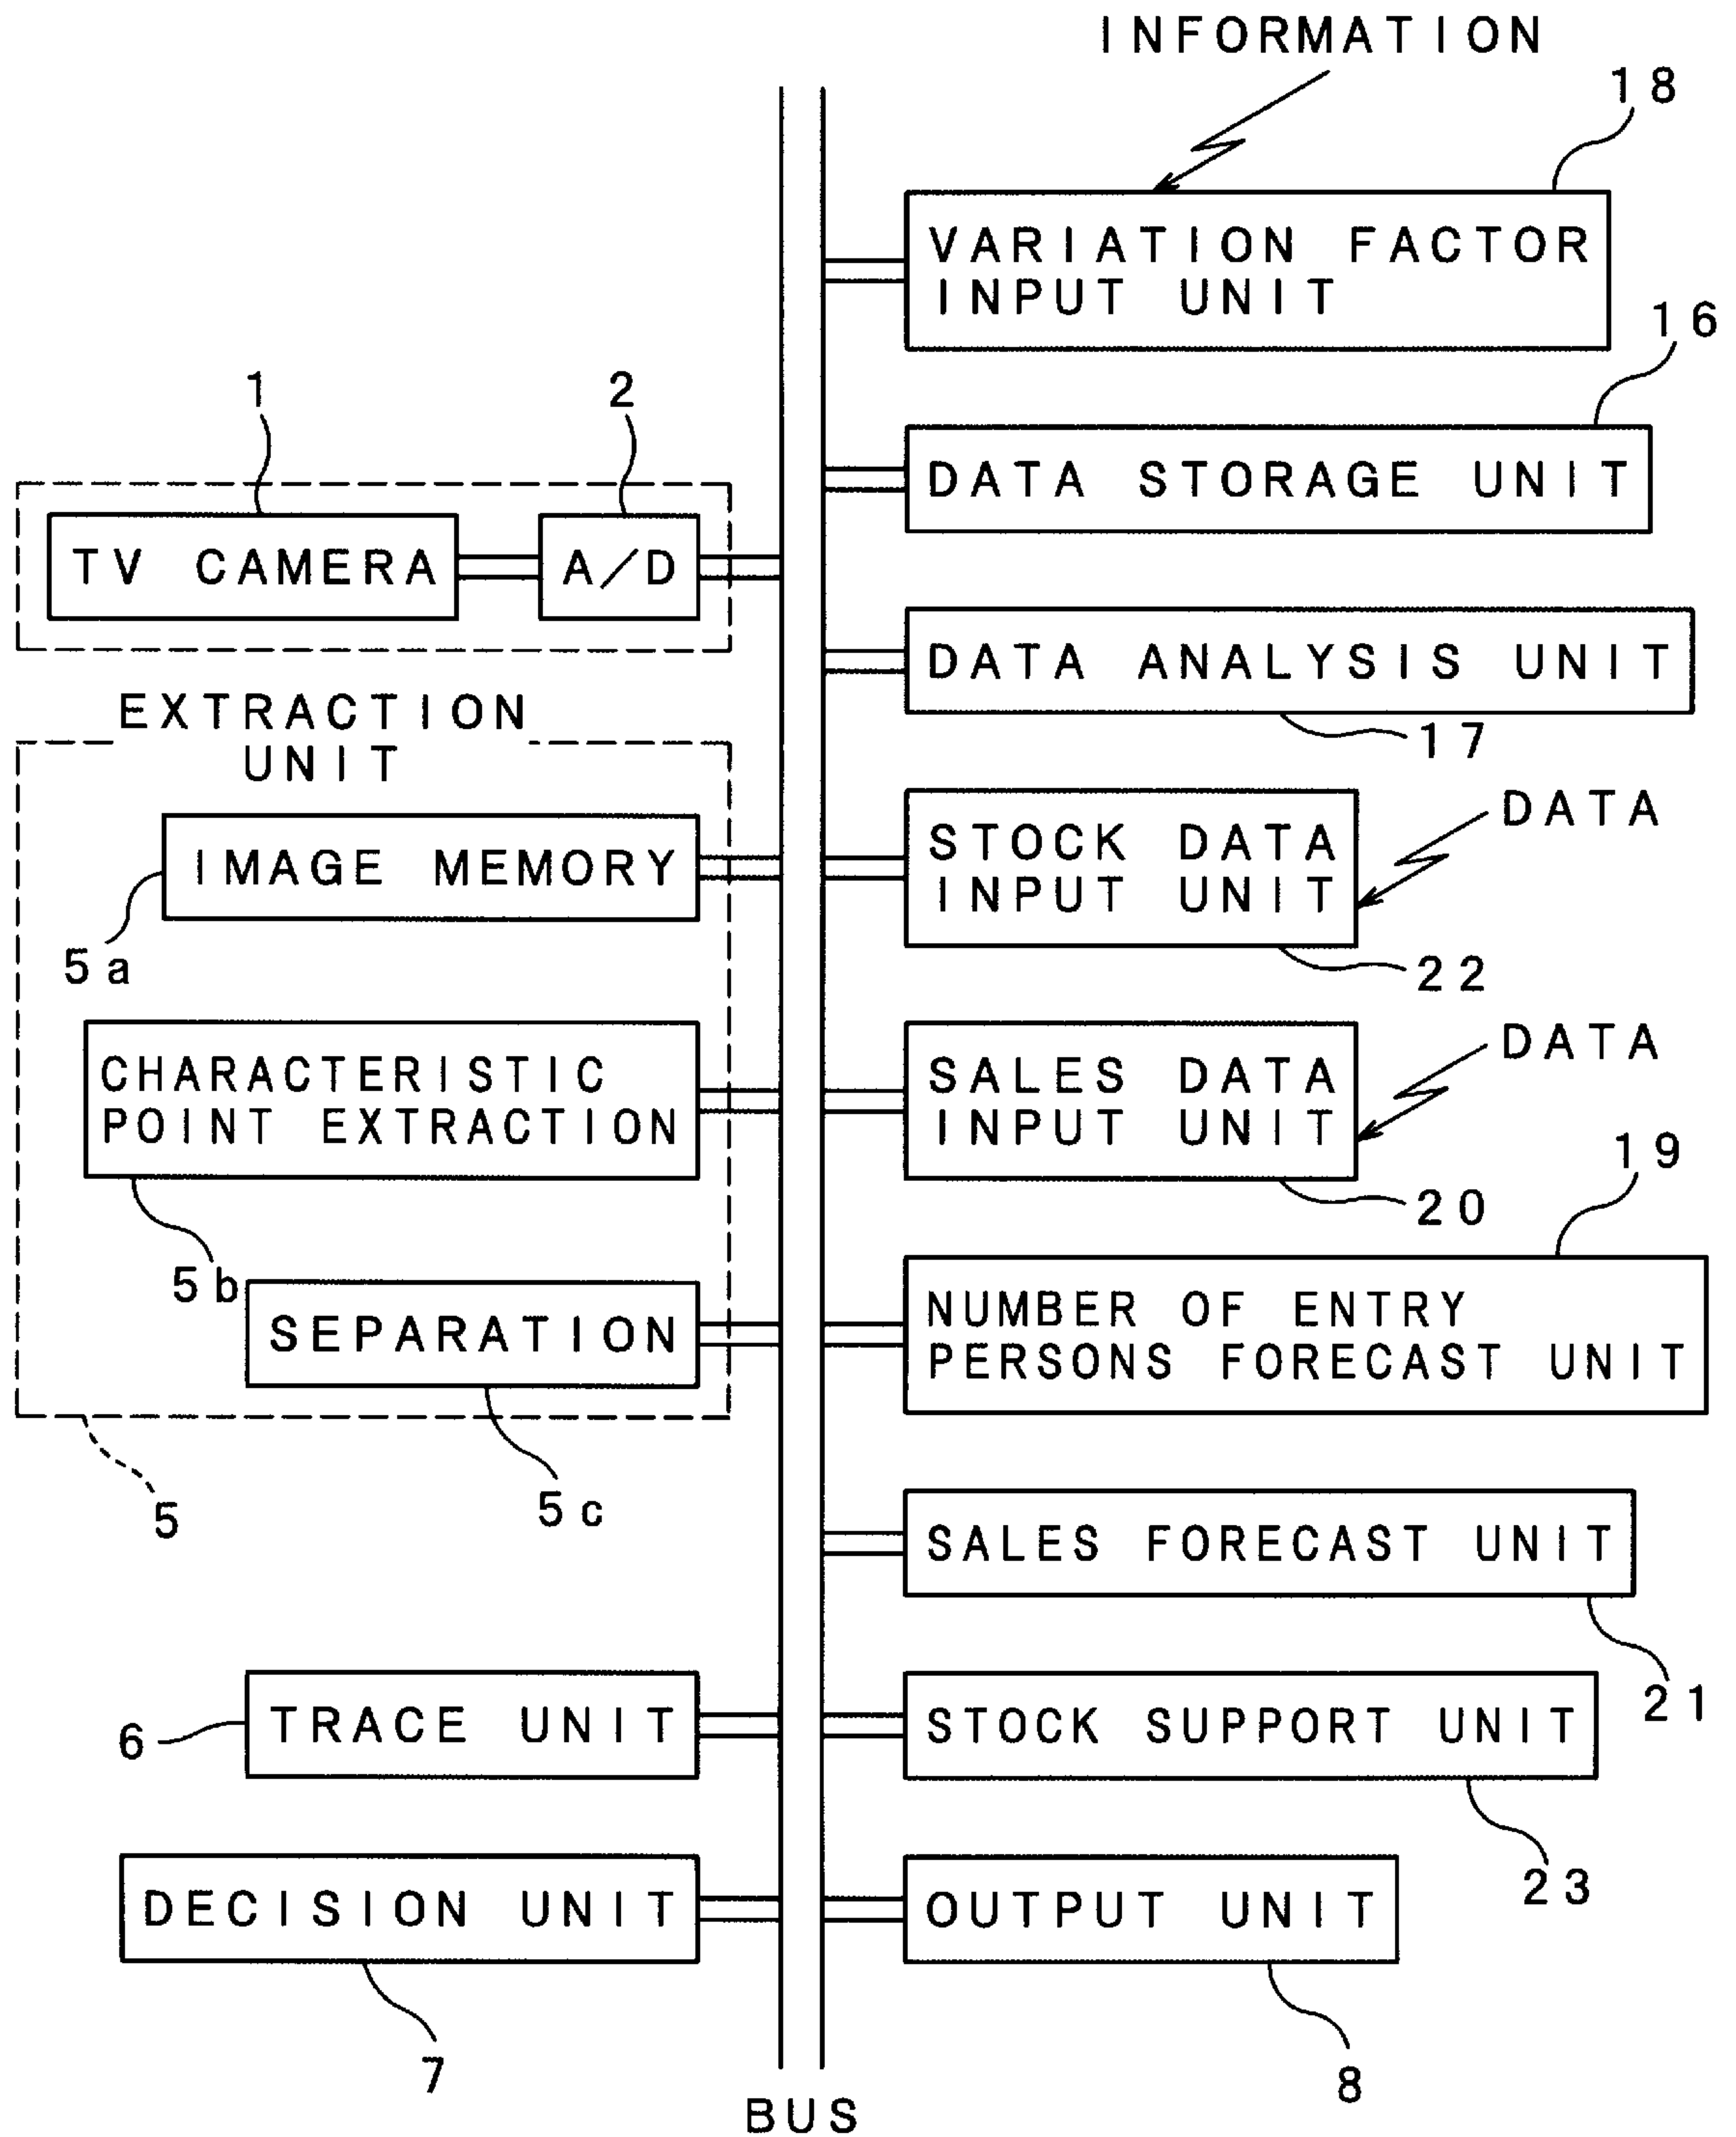 INFORMATION
18
VARIATION FACTOR
INPUT UNIT
16
DATA STORAGE UNIT
1
2
TV CAMERA
A/D
DATA ANALYSIS UNIT
17
EXTRACTION
UNIT
IMAGE MEMORY
5a
STOCK DATA
INPUT UNIT
DATA
22
CHARACTERISTIC
POINT EXTRACTION
5b
SALES DATA
INPUT UNIT
DATA
20
19
SEPARATION
5c
5
NUMBER OF ENTRY
PERSONS FORECAST UNIT
SALES FORECAST UNIT
21
6
TRACE UNIT
STOCK SUPPORT UNIT
23
DECISION UNIT
7
OUTPUT UNIT
8
BUS